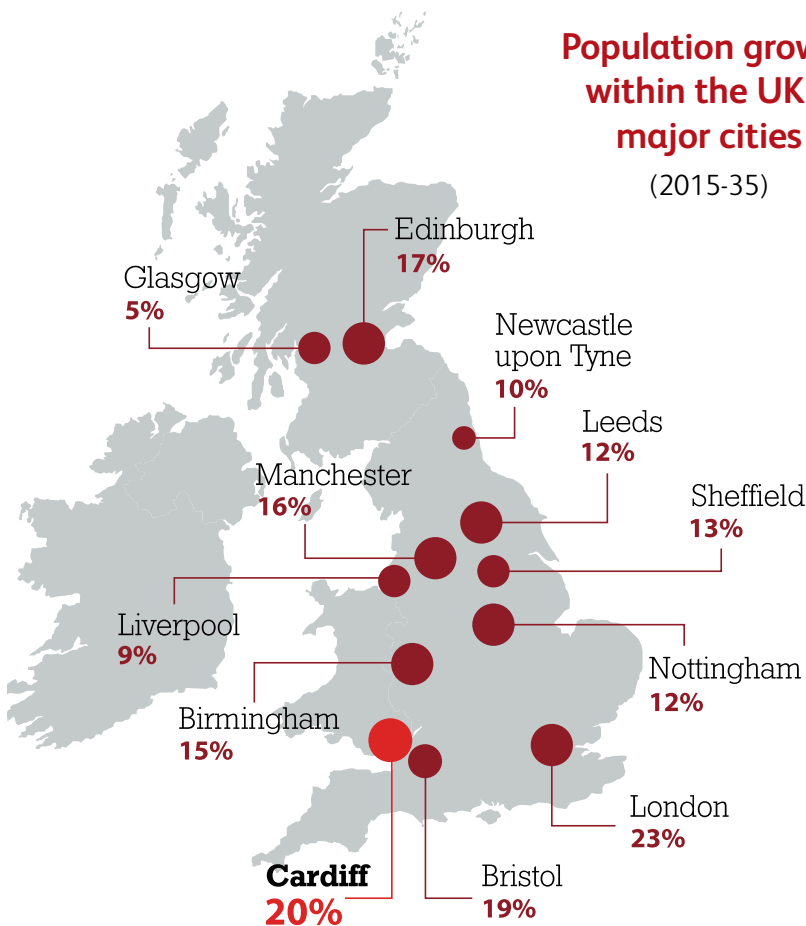 Population grow
within the UK
major cities
(2015-35)
Edinburgh
17%
Glasgow
5%
Newcastle
upon Tyne
10%
Leeds
12%
Manchester
16%
Sheffield
13%
Liverpool
9%
Nottingham
12%
Birmingham
15%
London
23%
Cardiff
20%
Bristol
19%